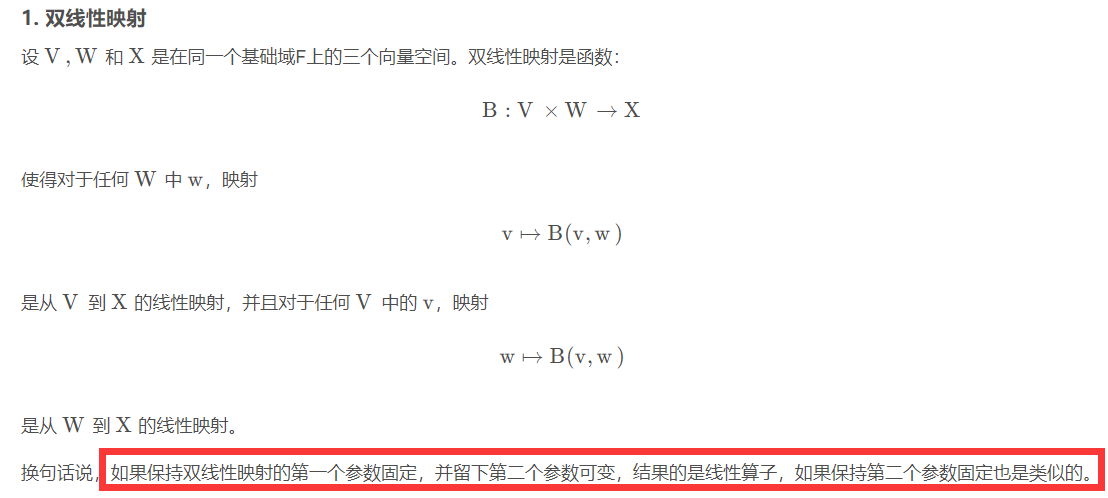 1. 双线性映射
设 V , W 和 X 是在同一个基础域F上的三个向量空间。双线性映射是函数：
B : V × W → X
使得对于任何 W 中 w，映射
v ↦ B(v, w)
是从 V 到 X 的线性映射，并且对于任何 V 中的 v，映射
w ↦ B(v, w)
是从 W 到 X 的线性映射。
换句话说，如果保持双线性映射的第一个参数固定，并留下第二个参数可变，结果的是线性算子，如果保持第二个参数固定也是类似的。